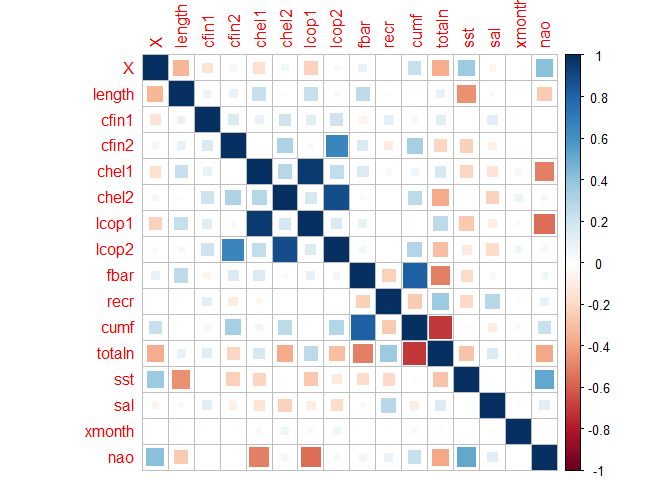 X length cfin1 cfin2 chel1 chel2 lcop1 lcop2 fbar recr cumf totaln sst sal xmonth nao
X
length
cfin1
cfin2
chel1
chel2
lcop1
lcop2
fbar
recr
cumf
totaln
sst
sal
xmonth
nao
1
0.8
0.6
0.4
0.2
0
-0.2
-0.4
-0.6
-0.8
-1